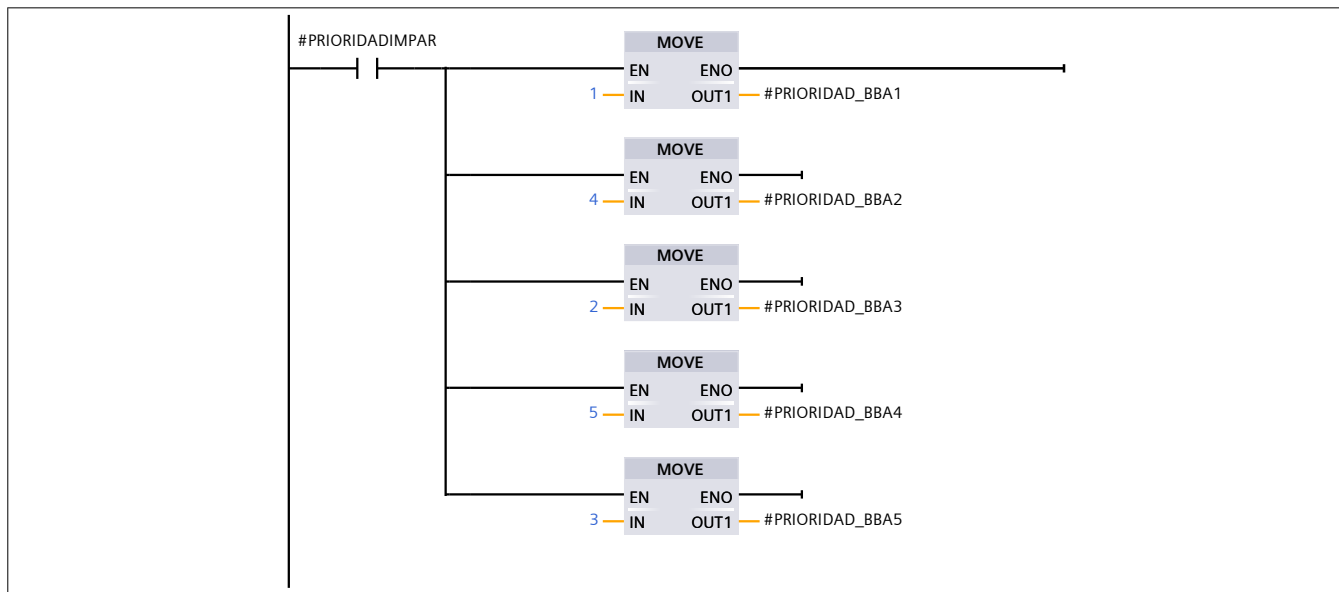 #PRIORIDADIMPAR
MOVE
EN ENO
1 IN OUT1 #PRIORIDAD_BBA1
MOVE
EN ENO
4 IN OUT1 #PRIORIDAD_BBA2
MOVE
EN ENO
2 IN OUT1 #PRIORIDAD_BBA3
MOVE
EN ENO
5 IN OUT1 #PRIORIDAD_BBA4
MOVE
EN ENO
3 IN OUT1 #PRIORIDAD_BBA5